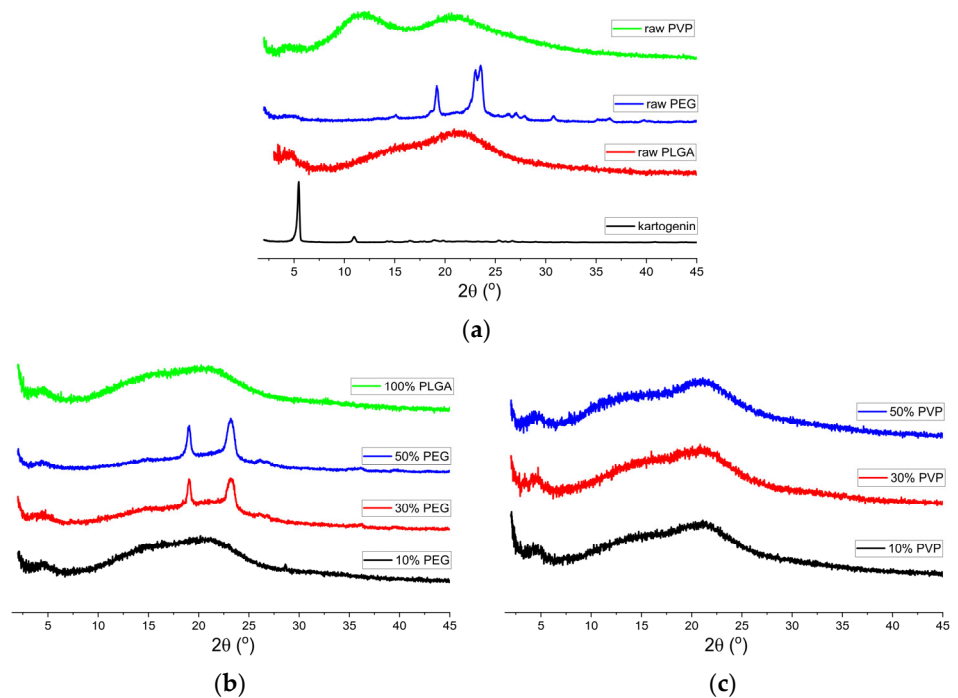 raw PVP
raw PEG
raw PLGA
kartogenin
5 10 15 20 25 30 35 40 45
2θ (°)
(a)
100% PLGA
50% PEG
30% PEG
10% PEG
5 10 15 20 25 30 35 40 45
2θ (°)
(b)
50% PVP
30% PVP
10% PVP
5 10 15 20 25 30 35 40 45
2θ (°)
(c)